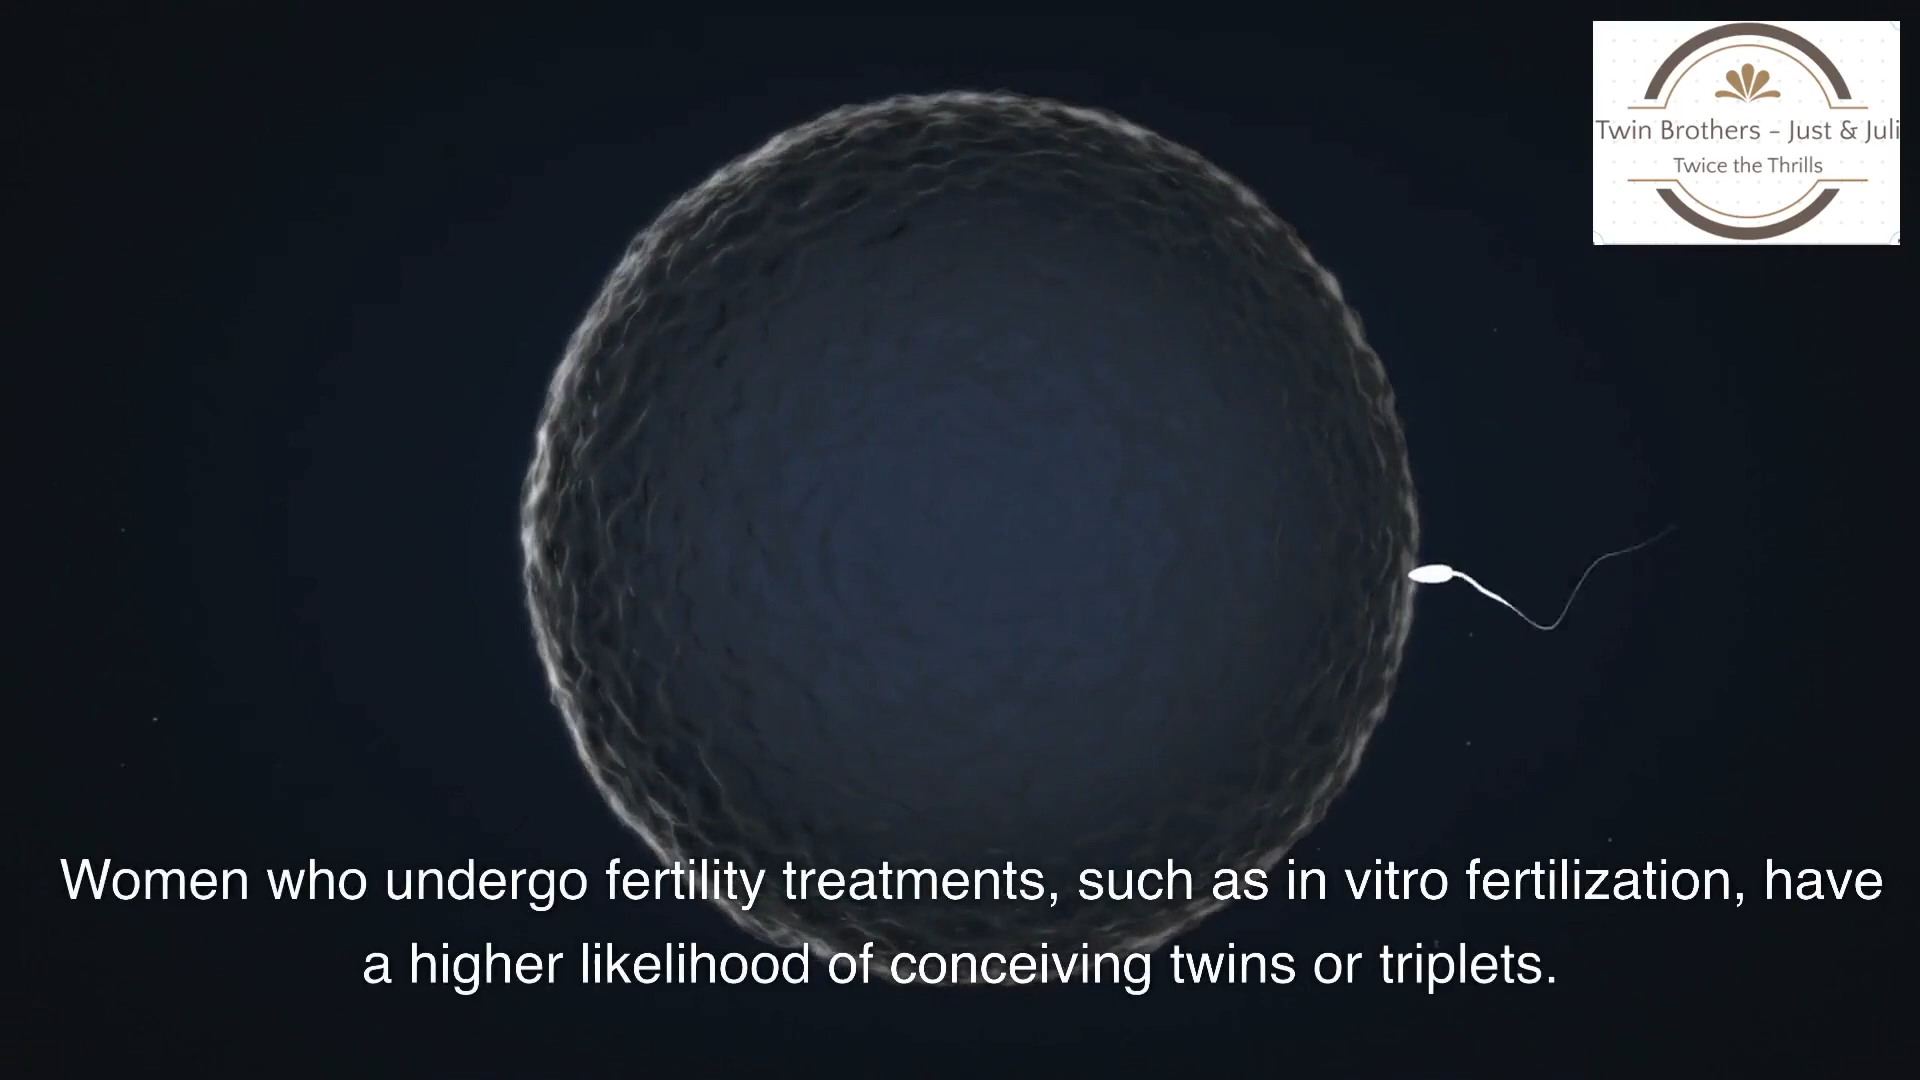 Twin Brothers - Just & Juli
Twice the Thrills
Women who undergo fertility treatments, such as in vitro fertilization, have
a higher likelihood of conceiving twins or triplets.